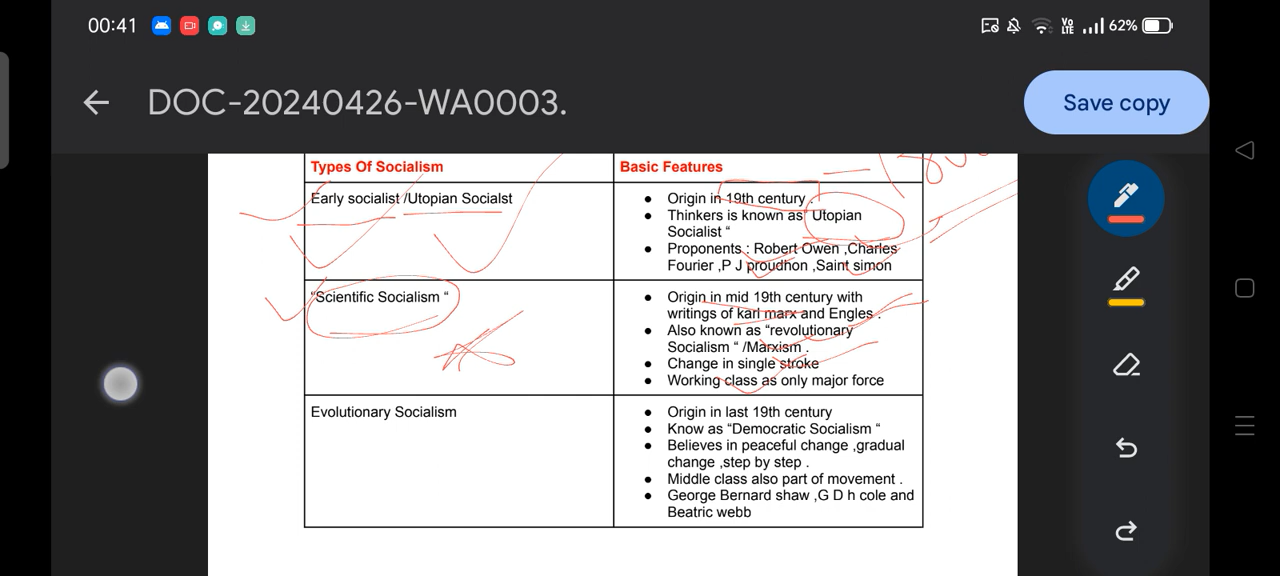 00:41
VO LTE 62%
DOC-20240426-WA0003.
Save copy
Types Of Socialism
Basic Features
Early socialist /Utopian Socialst
● Origin in 19th century .
● Thinkers is known as “Utopian
Socialist “
● Proponents : Robert Owen ,Charles
Fourier ,P J proudhon ,Saint simon
“Scientific Socialism “
● Origin in mid 19th century with
writings of karl marx and Engles .
● Also known as “revolutionary
Socialism “ /Marxism .
● Change in single stroke
● Working class as only major force
Evolutionary Socialism
● Origin in last 19th century
● Know as “Democratic Socialism “
● Believes in peaceful change ,gradual
change ,step by step .
● Middle class also part of movement .
● George Bernard shaw ,G D h cole and
Beatric webb